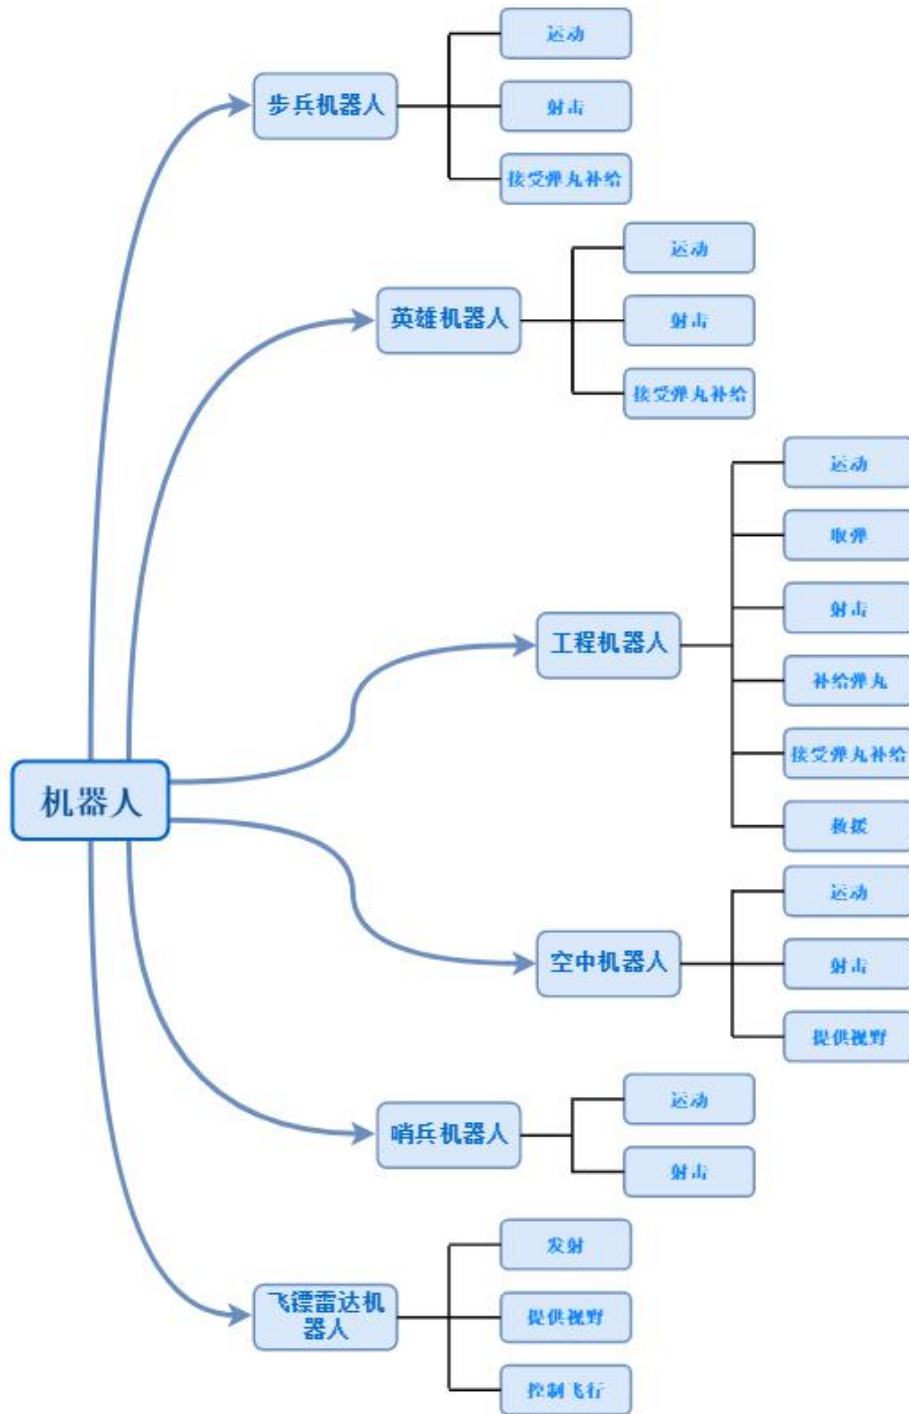 运动
步兵机器人
射击
接受弹丸补给
运动
英雄机器人
射击
接受弹丸补给
运动
取弹
射击
工程机器人
补给弹丸
接受弹丸补给
救援
机器人
运动
空中机器人
射击
提供视野
运动
哨兵机器人
射击
发射
飞镖雷达机
器人
提供视野
控制飞行